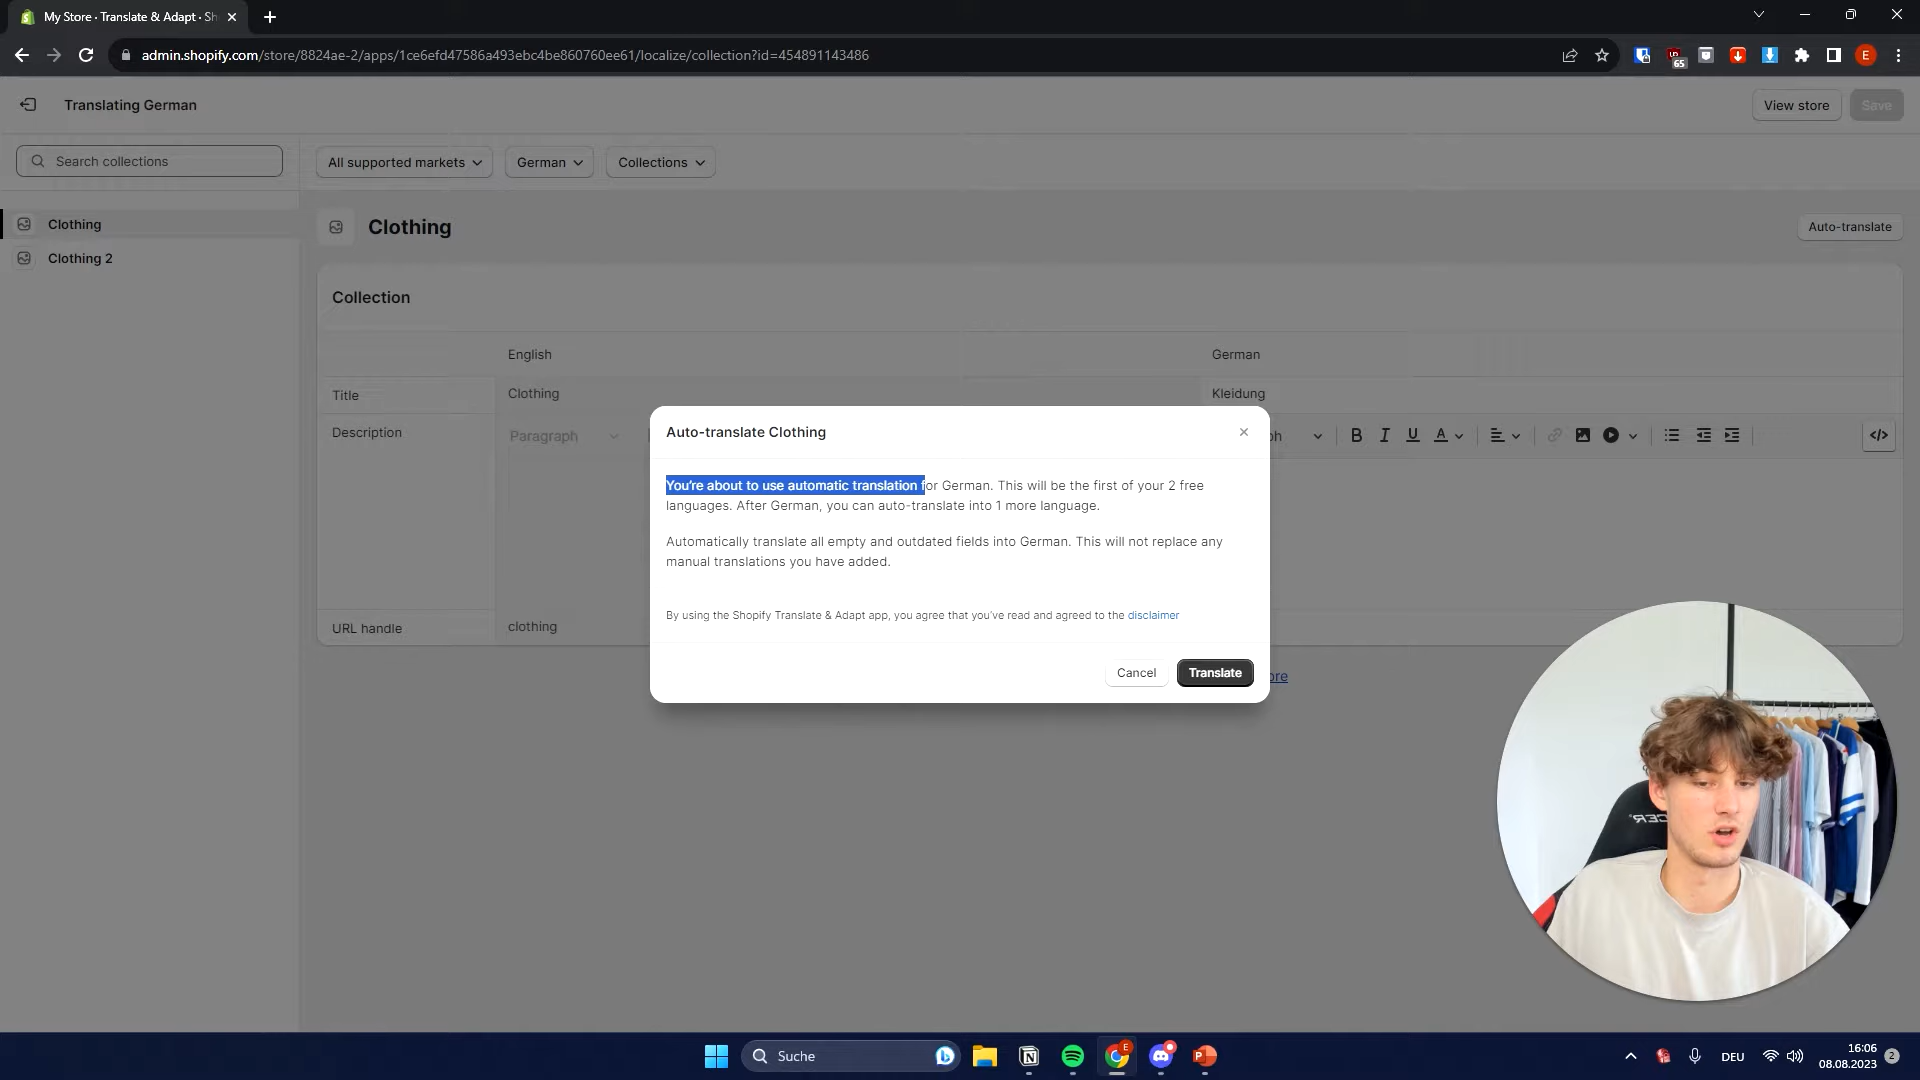 My Store · Translate & Adapt · Sh
admin.shopify.com/store/8824ae-2/apps/1ce6efd47586a493ebc4be860760ee61/localize/collection?id=454891143486
65
E
Translating German
View store
Save
Search collections
All supported markets
German
Collections
Clothing
Clothing 2
Clothing
Auto-translate
Collection
English
German
Title
Clothing
Kleidung
Description
Paragraph
ph
B I U A
</>
URL handle
clothing
Auto-translate Clothing
You're about to use automatic translation for German. This will be the first of your 2 free
languages. After German, you can auto-translate into 1 more language.
Automatically translate all empty and outdated fields into German. This will not replace any
manual translations you have added.
By using the Shopify Translate & Adapt app, you agree that you've read and agreed to the disclaimer
Cancel
Translate
ore
Suche
E
DEU
16:06
08.08.2023
2